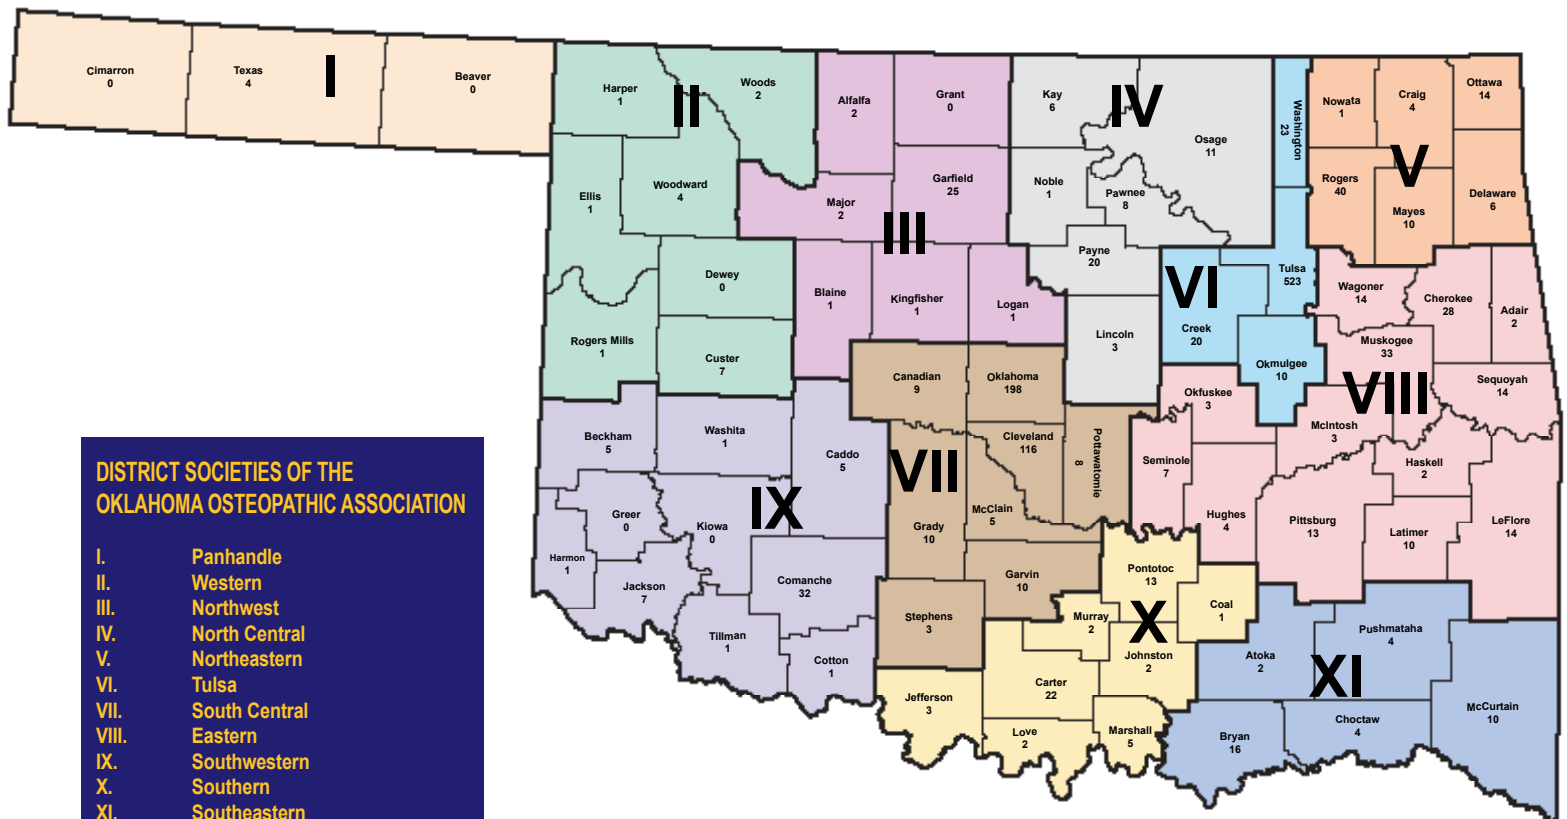 Cimarron
0
Texas
4
I
Beaver
0
Harper
1
II
Woods
2
Ellis
1
Woodward
4
Dewey
0
Rogers Mills
1
Custer
7
Alfalfa
2
Grant
0
Major
2
Garfield
25
III
Blaine
1
Kingfisher
1
Logan
1
Kay
6
IV
Osage
11
Noble
1
Pawnee
8
Payne
20
Lincoln
3
Washington
23
Tulsa
523
VI
Creek
20
Okmulgee
10
Nowata
1
Craig
4
Ottawa
14
V
Rogers
40
Mayes
10
Delaware
6
Wagoner
14
Cherokee
28
Adair
2
Muskogee
33
Sequoyah
14
VIII
Okfuskee
3
McIntosh
3
Haskell
2
Seminole
7
Hughes
4
Pittsburg
13
Latimer
10
LeFlore
14
Canadian
9
Oklahoma
198
Cleveland
116
Pottawatomie
8
VII
McClain
5
Grady
10
Garvin
10
Stephens
3
Beckham
5
Washita
1
Caddo
5
IX
Greer
0
Kiowa
0
Harmon
1
Jackson
7
Comanche
32
Tillman
1
Cotton
1
Pontotoc
13
Coal
1
X
Murray
2
Johnston
2
Carter
22
Jefferson
3
Love
2
Marshall
5
Atoka
2
Pushmataha
4
XI
McCurtain
10
Choctaw
4
Bryan
16
DISTRICT SOCIETIES OF THE
OKLAHOMA OSTEOPATHIC ASSOCIATION
I. Panhandle
II. Western
III. Northwest
IV. North Central
V. Northeastern
VI. Tulsa
VII. South Central
VIII. Eastern
IX. Southwestern
X. Southern
XI. Southeastern